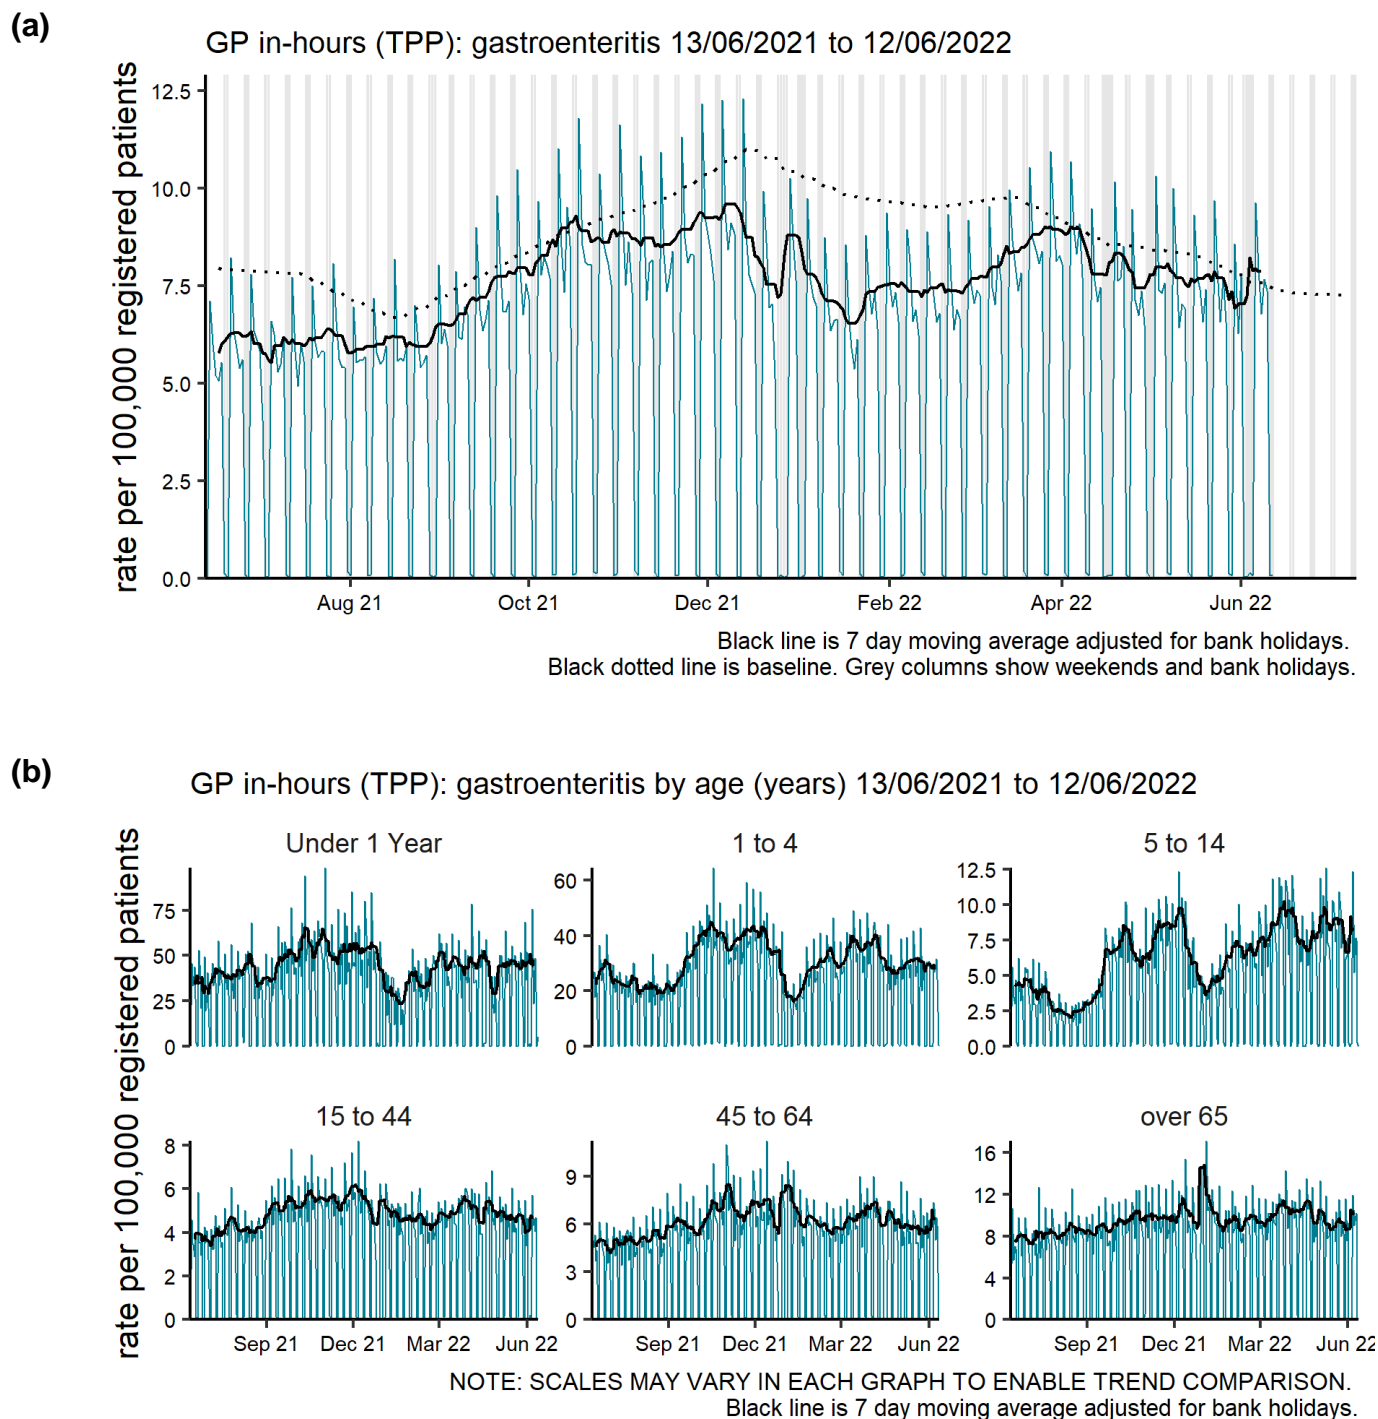 (a)
GP in-hours (TPP): gastroenteritis 13/06/2021 to 12/06/2022
rate per 100,000 registered patients
12.5
10.0
7.5
5.0
2.5
0.0
Aug 21 Oct 21 Dec 21 Feb 22 Apr 22 Jun 22
Black line is 7 day moving average adjusted for bank holidays.
Black dotted line is baseline. Grey columns show weekends and bank holidays.
(b)
GP in-hours (TPP): gastroenteritis by age (years) 13/06/2021 to 12/06/2022
rate per 100,000 registered patients
Under 1 Year
75
50
25
0
1 to 4
60
40
20
0
5 to 14
12.5
10.0
7.5
5.0
2.5
0.0
15 to 44
8
6
4
2
0
Sep 21 Dec 21 Mar 22 Jun 22
45 to 64
9
6
3
0
Sep 21 Dec 21 Mar 22 Jun 22
over 65
16
12
8
4
0
Sep 21 Dec 21 Mar 22 Jun 22
NOTE: SCALES MAY VARY IN EACH GRAPH TO ENABLE TREND COMPARISON.
Black line is 7 day moving average adjusted for bank holidays.